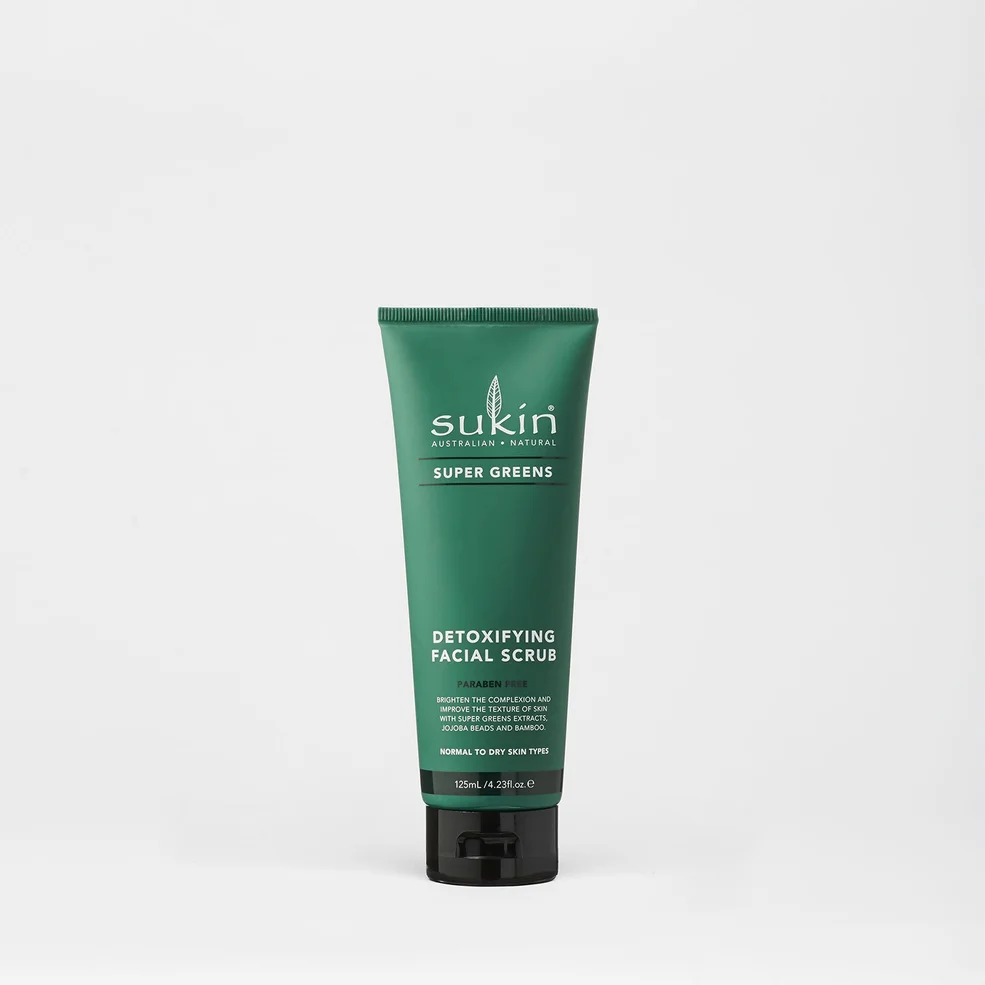 sukin®
AUSTRALIAN • NATURAL
SUPER GREENS
DETOXIFYING
FACIAL SCRUB
PARABEN FREE
BRIGHTEN THE COMPLEXION AND
IMPROVE THE TEXTURE OF SKIN
WITH SUPER GREENS EXTRACTS,
JOJOBA BEADS AND BAMBOO.
NORMAL TO DRY SKIN TYPES
125mL /4.23fl.oz.℮